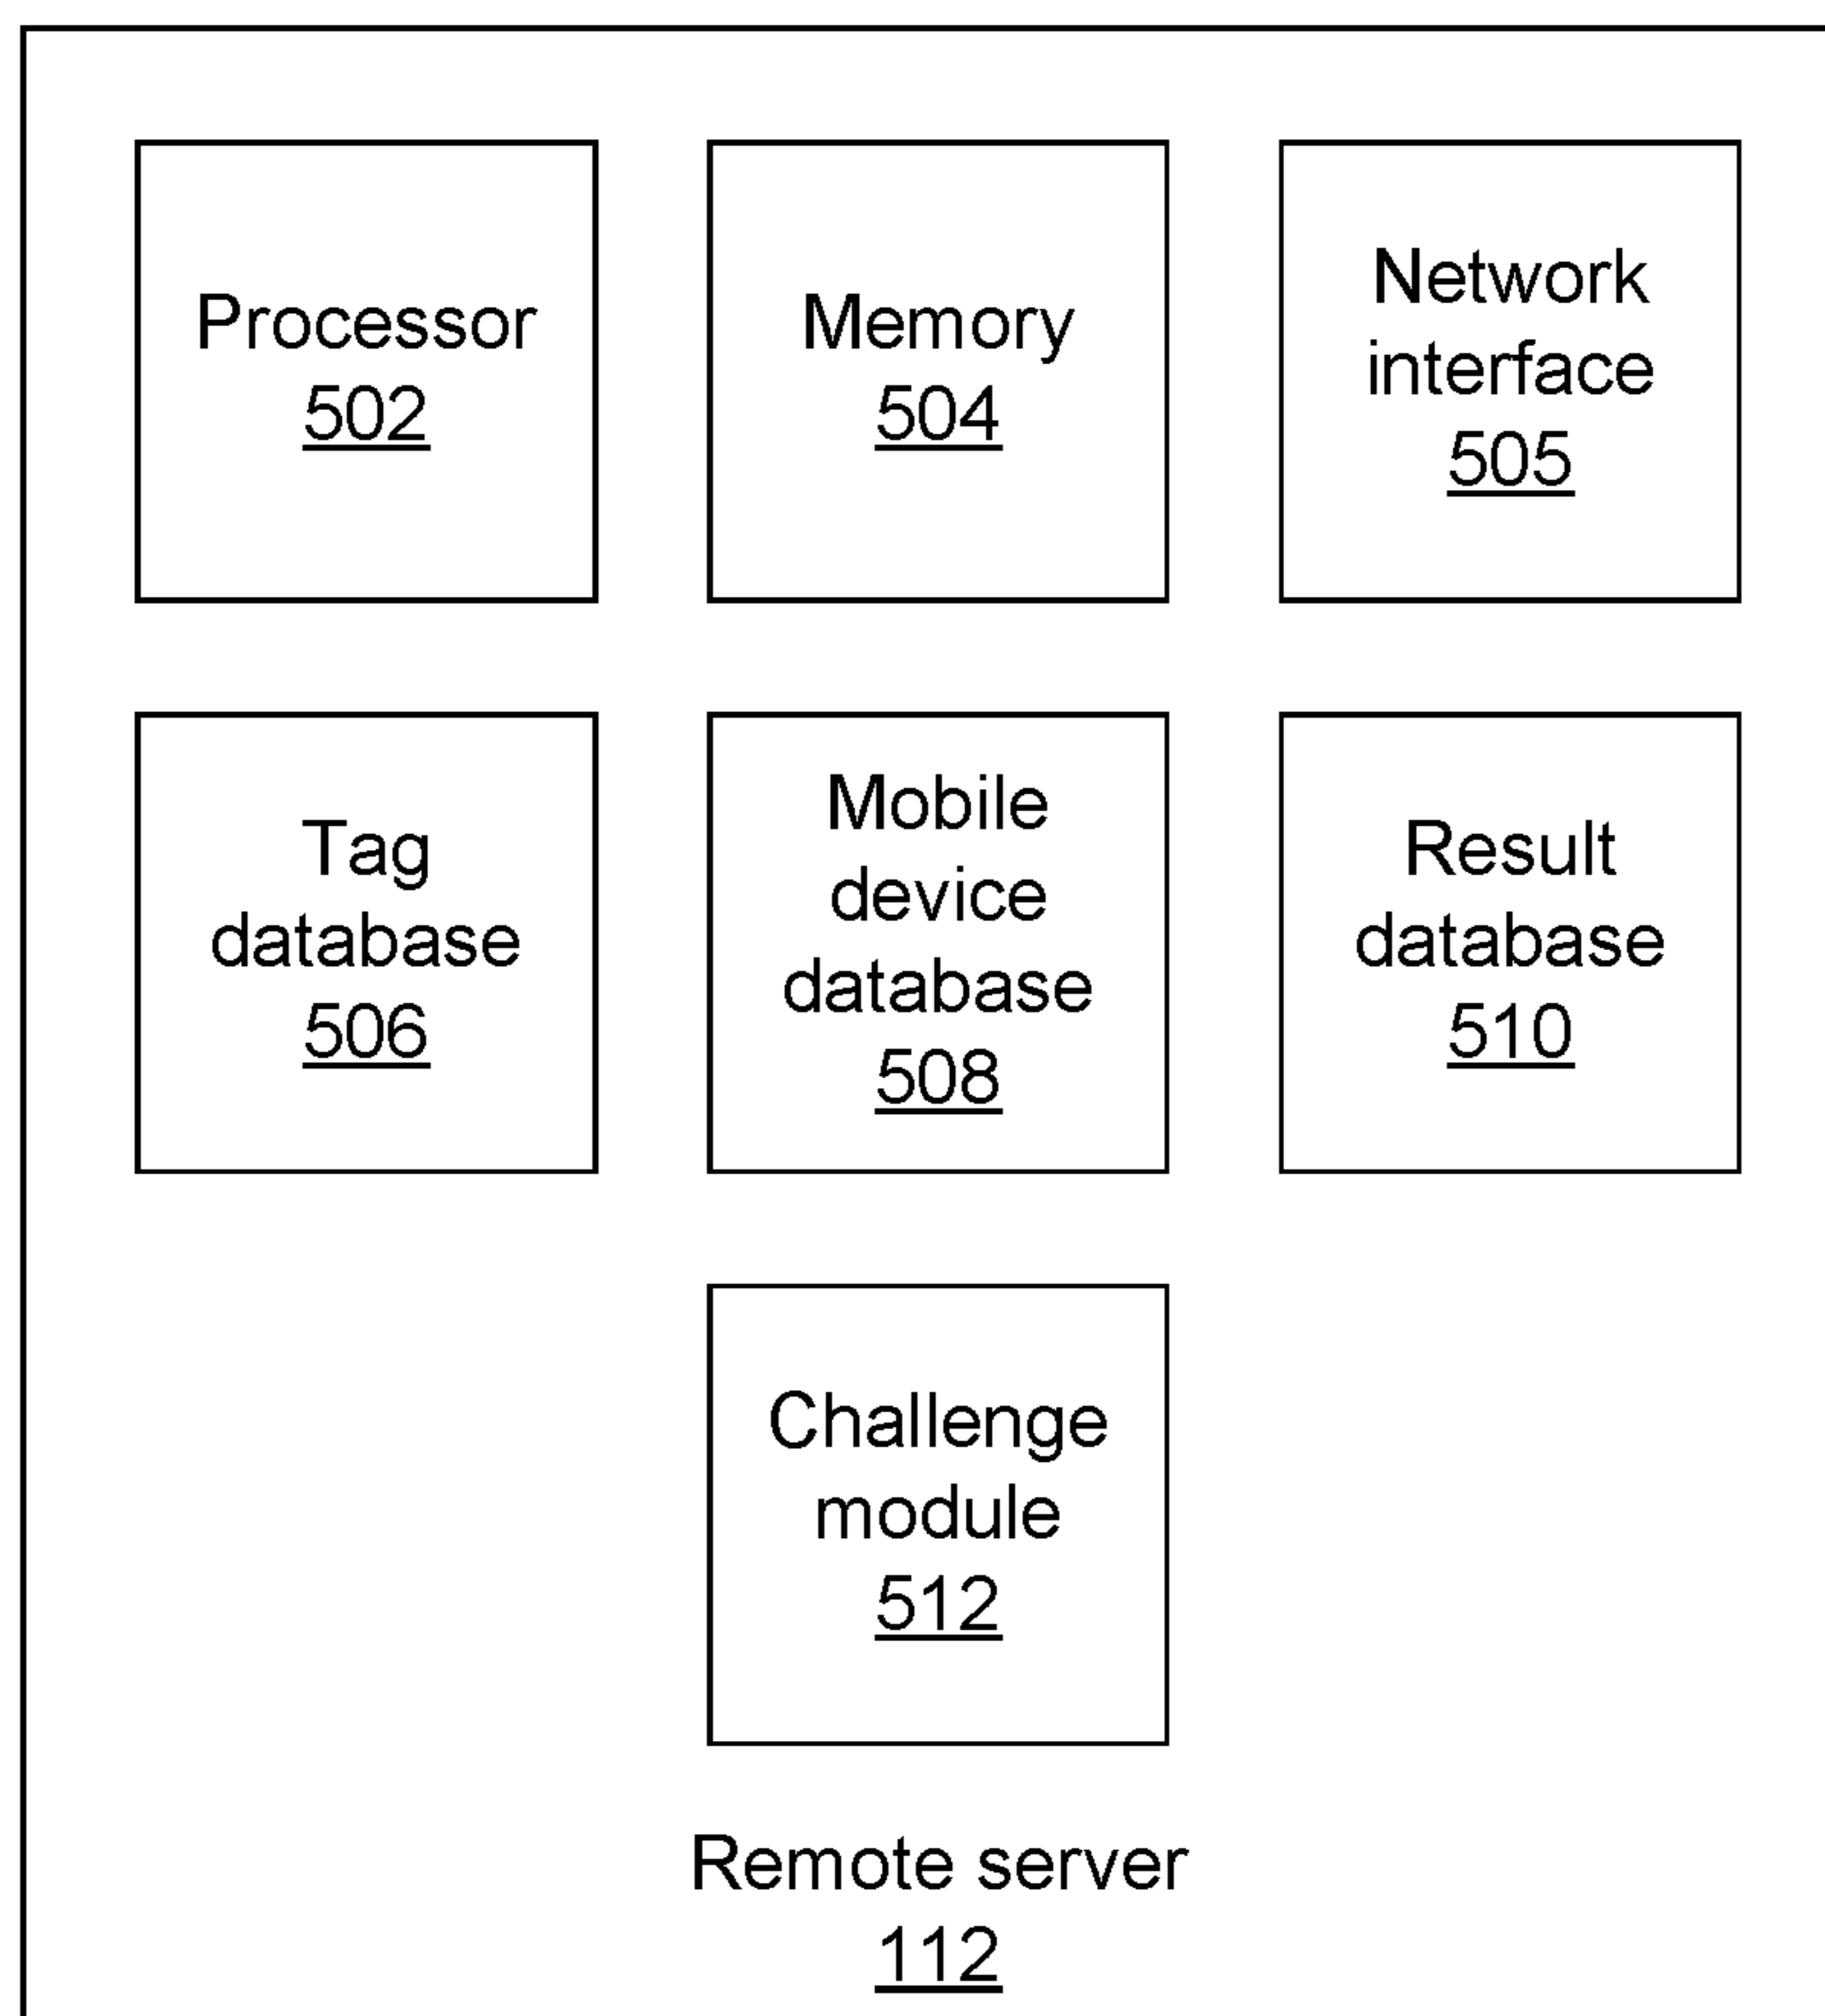 Processor
502
Memory
504
Network
interface
505
Tag
database
506
Mobile
device
database
508
Result
database
510
Challenge
module
512
Remote server
112